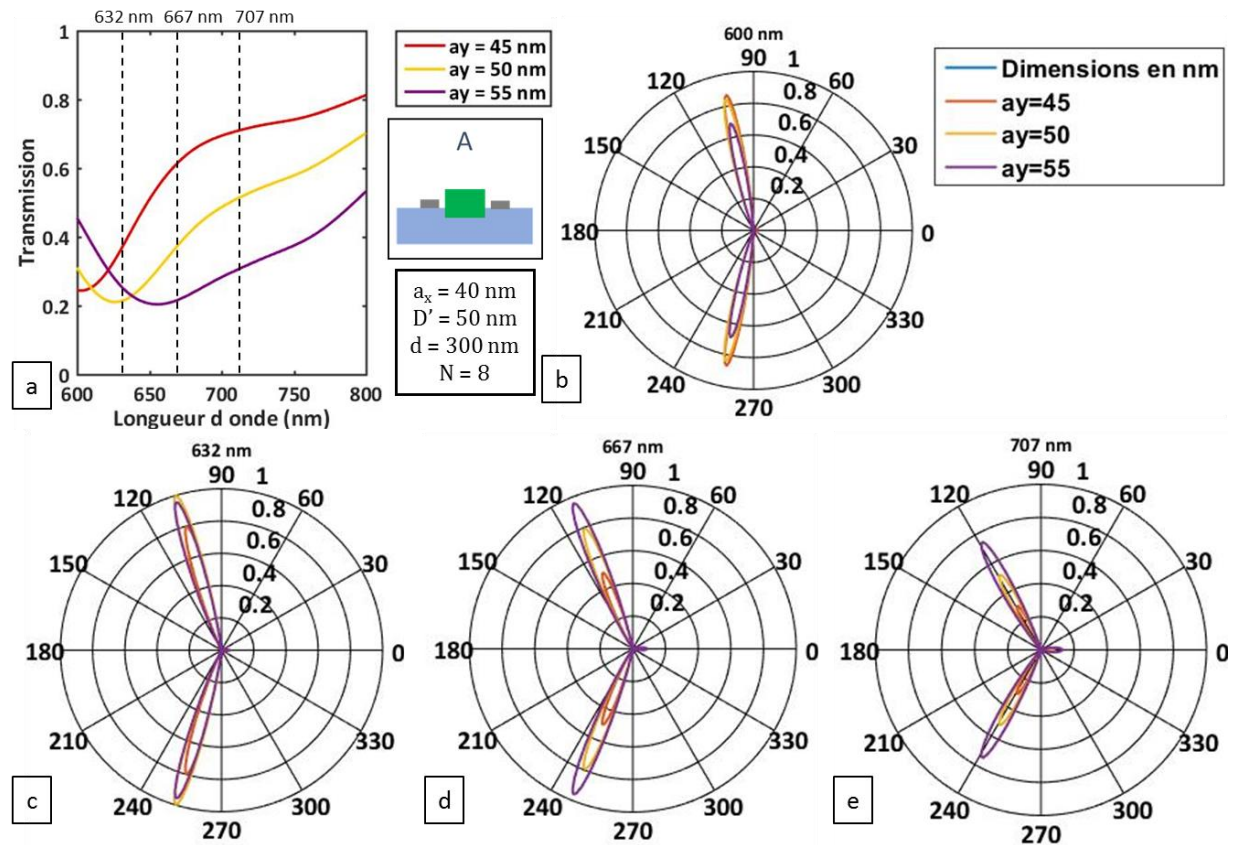 632 nm 667 nm 707 nm
a
1
0.8
0.6
0.4
0.2
0
Transmission
600 650 700 750 800
Longueur d onde (nm)
ay = 45 nm
ay = 50 nm
ay = 55 nm
A
aₓ = 40 nm
D’ = 50 nm
d = 300 nm
N = 8
b
600 nm
90 1
120 60
0.8
0.6
150 30
0.4
0.2
180 0
210 330
240 300
270
Dimensions en nm
ay=45
ay=50
ay=55
632 nm
90 1
120 60
0.8
0.6
150 30
0.4
0.2
180 0
210 330
c
240 300
270
667 nm
90 1
120 60
0.8
0.6
150 30
0.4
0.2
180 0
210 330
d
240 300
270
707 nm
90 1
120 60
0.8
0.6
150 30
0.4
0.2
180 0
210 330
e
240 300
270